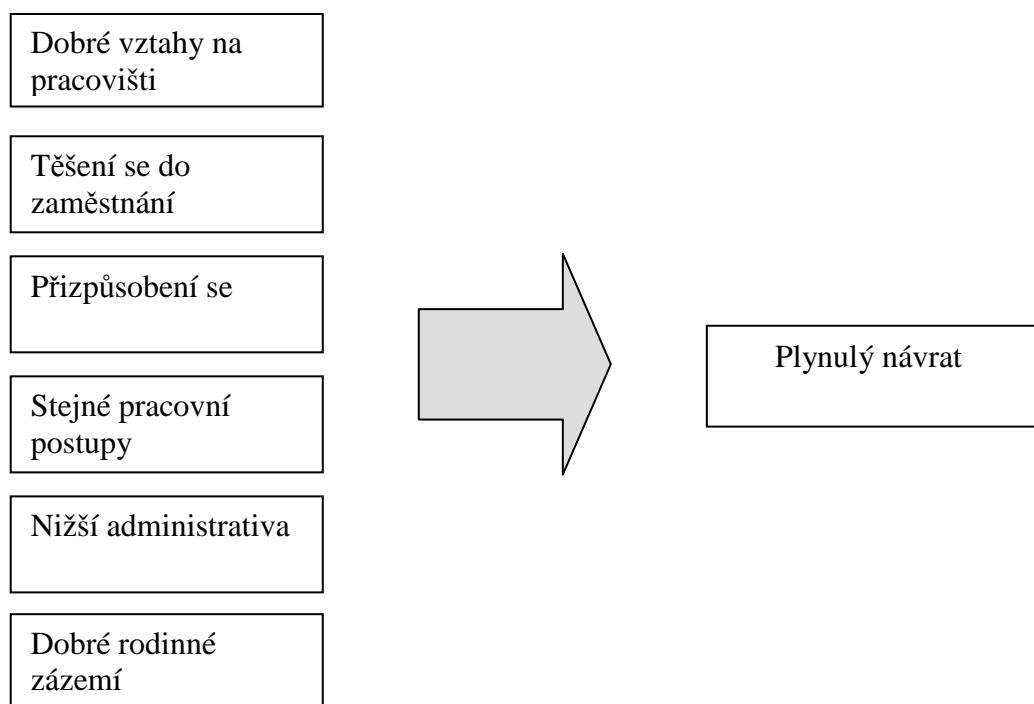 Dobré vztahy na
pracovišti
Těšení se do
zaměstnání
Přizpůsobení se
Stejné pracovní
postupy
Nižší administrativa
Dobré rodinné
zázemí
Plynulý návrat